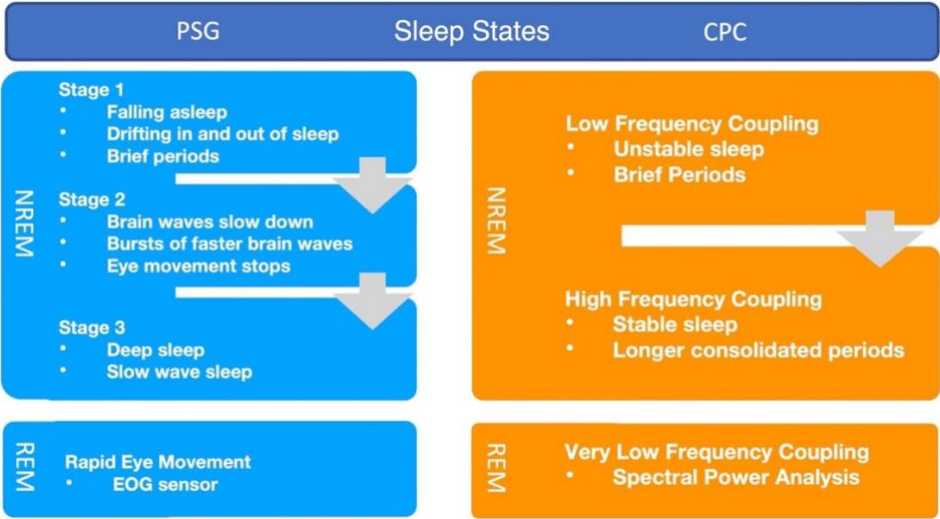 PSG Sleep States CPC
NREM
Stage 1
• Falling asleep
• Drifting in and out of sleep
• Brief periods
Stage 2
• Brain waves slow down
• Bursts of faster brain waves
• Eye movement stops
Stage 3
• Deep sleep
• Slow wave sleep
REM
Rapid Eye Movement
• EOG sensor
NREM
Low Frequency Coupling
• Unstable sleep
• Brief Periods
High Frequency Coupling
• Stable sleep
• Longer consolidated periods
REM
Very Low Frequency Coupling
• Spectral Power Analysis